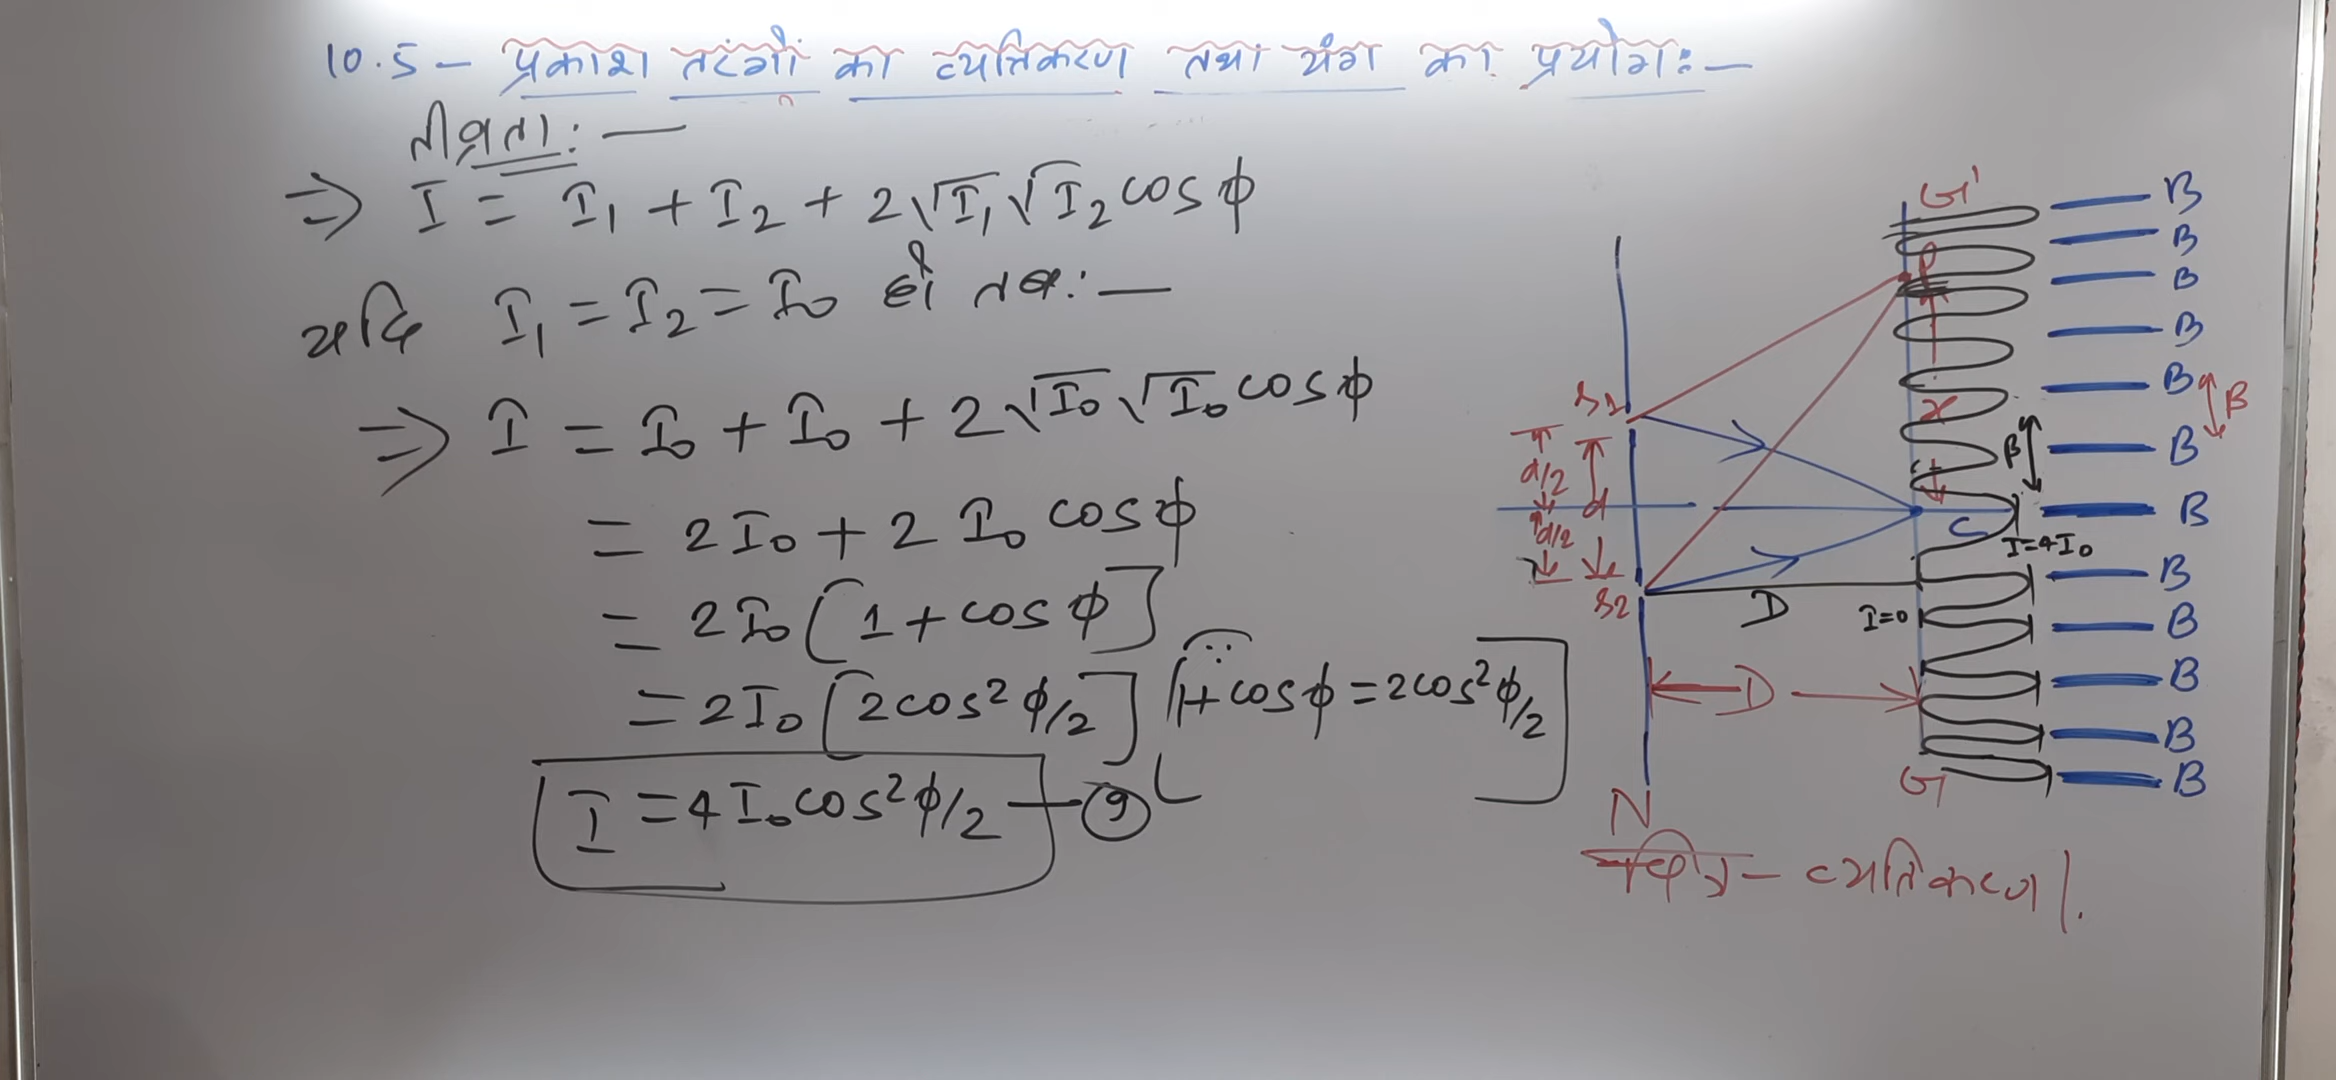 10.5 – प्रकाश तरंगों का व्यतिकरण तथा यंग का प्रयोग :–
तीव्रता :–
⇒ I = I₁ + I₂ + 2√I₁ √I₂ cos ϕ
यदि I₁ = I₂ = I₀ हो तब :–
⇒ I = I₀ + I₀ + 2√I₀ √I₀ cos ϕ
= 2I₀ + 2 I₀ cos ϕ
= 2I₀ [1 + cos ϕ]
= 2I₀ [2cos² ϕ/2] [∵ 1 + cos ϕ = 2cos² ϕ/2]
I = 4 I₀ cos² ϕ/2 — ⑨
G'
P
S₁
x
d/2
d
d/2
S₂
C
I=4I₀
D
I=0
D
N
G
β
β
B
B
B
B
B
B
B
B
B
B
B
B
चित्र – व्यतिकरण।